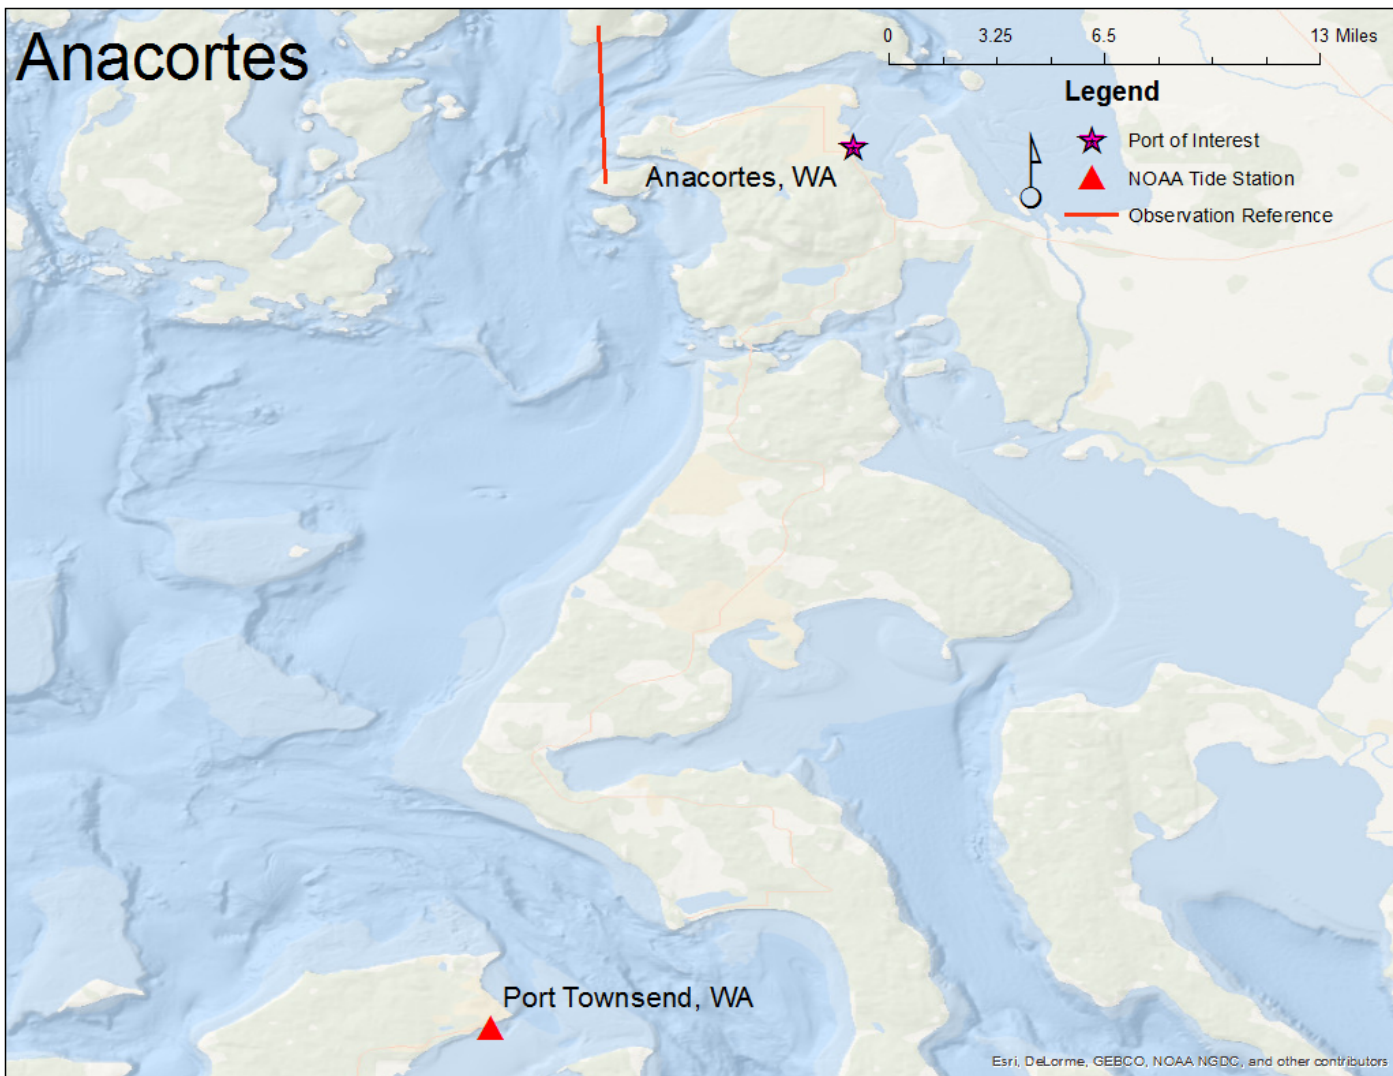 Anacortes
0 3.25 6.5 13 Miles
Legend
Port of Interest
NOAA Tide Station
Observation Reference
Anacortes, WA
Port Townsend, WA
Esri, DeLorme, GEBCO, NOAA NGDC, and other contributors